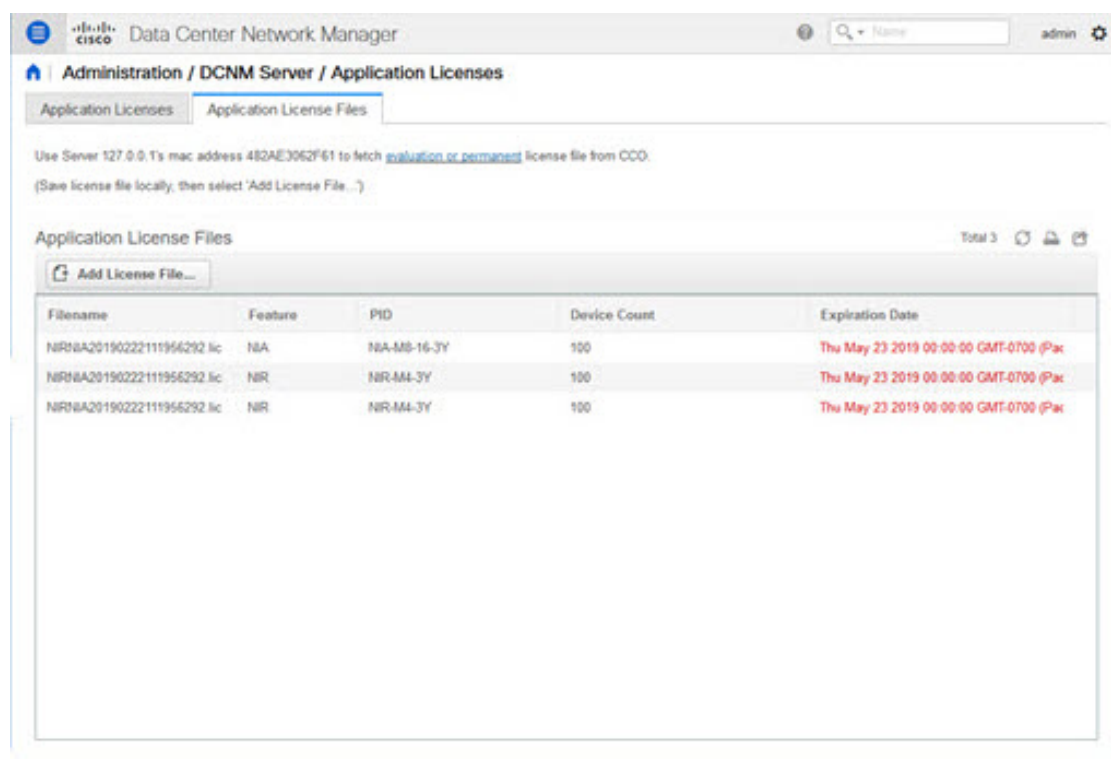 cisco Data Center Network Manager Name admin
Administration / DCNM Server / Application Licenses
Application Licenses Application License Files
Use Server 127.0.0.1's mac address 482AE3062F61 to fetch evaluation or permanent license file from CCO.
(Save license file locally, then select 'Add License File...')
Application License Files Total 3
Add License File...
Filename Feature PID Device Count Expiration Date
NIRNIA20190222111956292.lic NIA NIA-M8-16-3Y 100 Thu May 23 2019 00:00:00 GMT-0700 (Pac
NIRNIA20190222111956292.lic NIR NIR-M4-3Y 100 Thu May 23 2019 00:00:00 GMT-0700 (Pac
NIRNIA20190222111956292.lic NIR NIR-M4-3Y 100 Thu May 23 2019 00:00:00 GMT-0700 (Pac